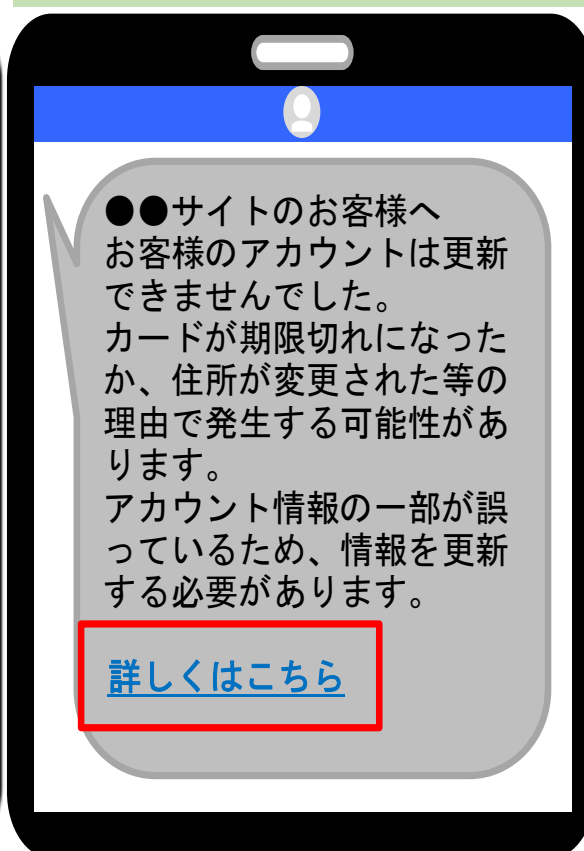 ●●サイトのお客様へ
お客様のアカウントは更新
できませんでした。
カードが期限切れになった
か、住所が変更された等の
理由で発生する可能性があ
ります。
アカウント情報の一部が誤
っているため、情報を更新
する必要があります。
詳しくはこちら